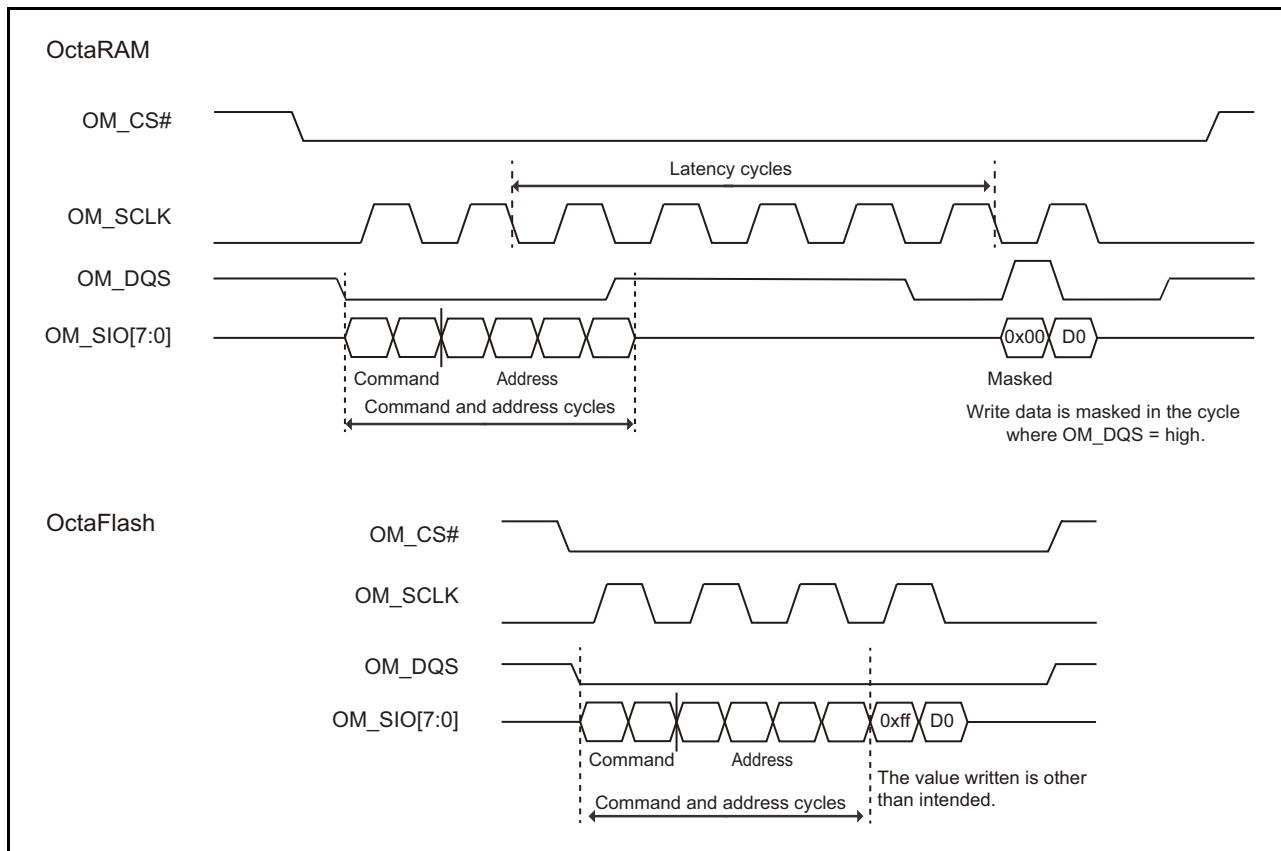 OctaRAM
OM_CS#
Latency cycles
OM_SCLK
OM_DQS
OM_SIO[7:0]
0x00 D0
Command Address
Masked
Command and address cycles
Write data is masked in the cycle
where OM_DQS = high.
OctaFlash
OM_CS#
OM_SCLK
OM_DQS
OM_SIO[7:0]
0xff D0
Command Address
The value written is other
than intended.
Command and address cycles